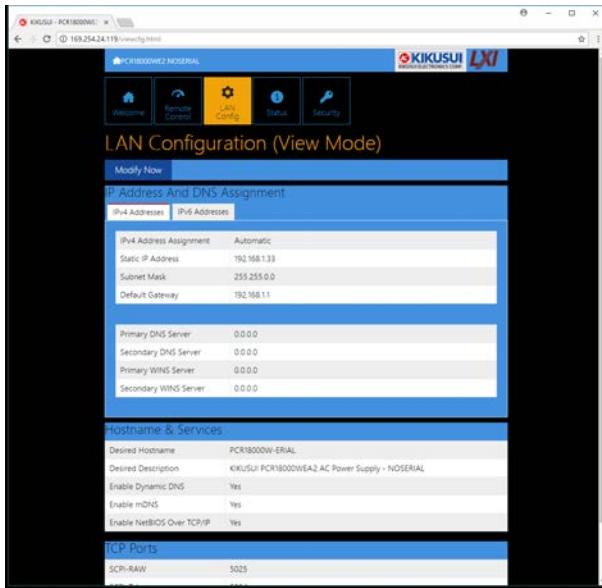 KIKUSUI - PCR18000WE2
169.254.24.119/viewcfg.html
PCR18000WE2 NOSERIAL
KIKUSUI LXI
KIKUSUI ELECTRONICS CORP.
Welcome Remote Control LAN Config Status Security
LAN Configuration (View Mode)
Modify Now
IP Address And DNS Assignment
IPv4 Addresses IPv6 Addresses
IPv4 Address Assignment Automatic
Static IP Address 192.168.1.33
Subnet Mask 255.255.0.0
Default Gateway 192.168.1.1
Primary DNS Server 0.0.0.0
Secondary DNS Server 0.0.0.0
Primary WINS Server 0.0.0.0
Secondary WINS Server 0.0.0.0
Hostname & Services
Desired Hostname PCR18000W-ERIAL
Desired Description KIKUSUI PCR18000WEA2 AC Power Supply - NOSERIAL
Enable Dynamic DNS Yes
Enable mDNS Yes
Enable NetBIOS Over TCP/IP Yes
TCP Ports
SCPI-RAW 5025